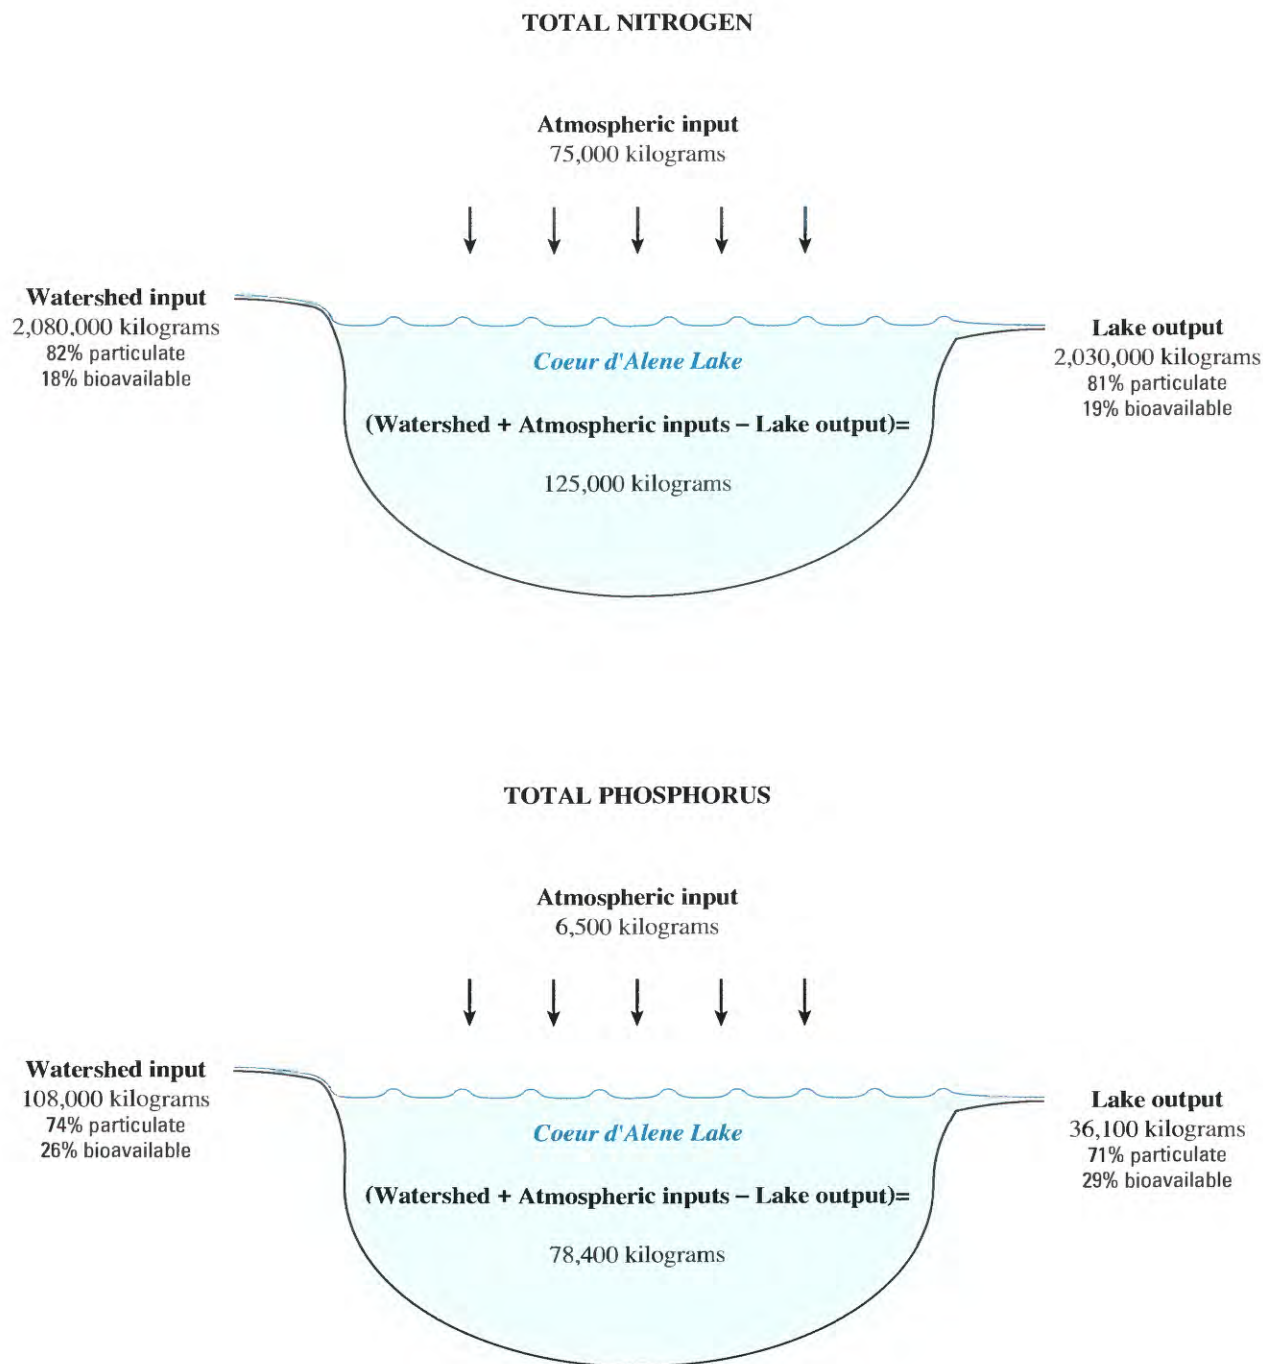 TOTAL NITROGEN
Atmospheric input
75,000 kilograms
Watershed input
2,080,000 kilograms
82% particulate
18% bioavailable
Lake output
2,030,000 kilograms
81% particulate
19% bioavailable
Coeur d'Alene Lake
(Watershed + Atmospheric inputs – Lake output)=
125,000 kilograms
TOTAL PHOSPHORUS
Atmospheric input
6,500 kilograms
Watershed input
108,000 kilograms
74% particulate
26% bioavailable
Lake output
36,100 kilograms
71% particulate
29% bioavailable
Coeur d'Alene Lake
(Watershed + Atmospheric inputs – Lake output)=
78,400 kilograms